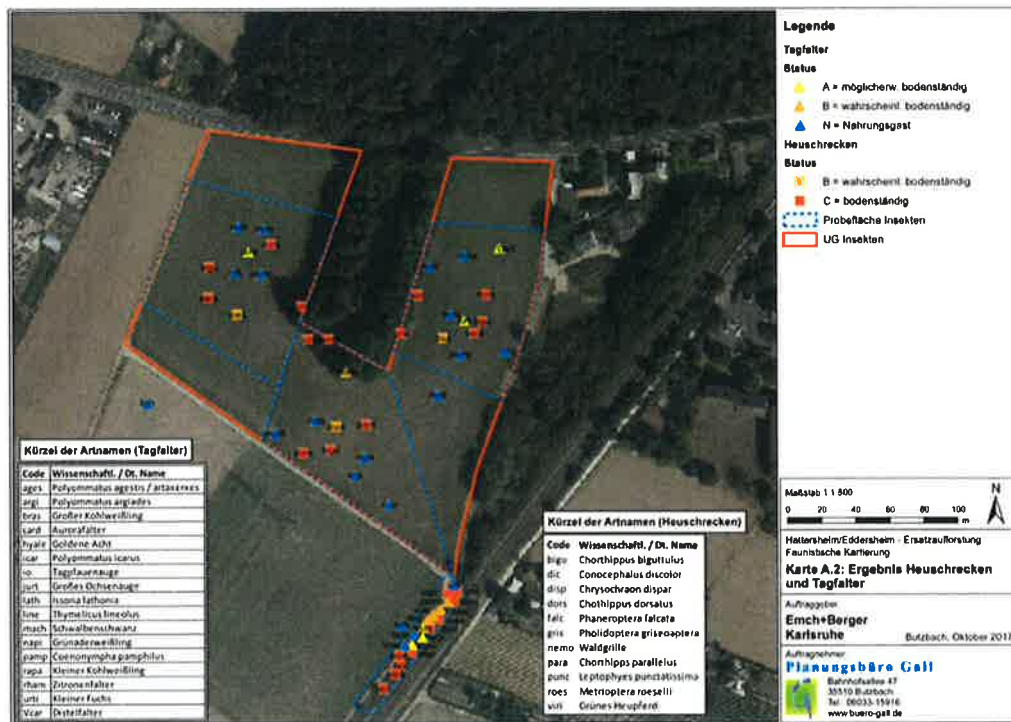 Legende
Tagfalter
Status
A = möglicherw. bodenständig
B = wahrscheinl. bodenständig
N = Nahrungsgast
Heuschrecken
Status
B = wahrscheinl. bodenständig
C = bodenständig
Probefläche Insekten
UG Insekten
Kürzel der Artnamen (Tagfalter)
Code Wissenschaftl. / Dt. Name
ages Polyommatus agestis / artaxerxes
argi Polyommatus argiades
bras Großer Kohlweißling
card Aurorafalter
hyale Goldene Acht
icar Polyommatus icarus
io Tagpfauenauge
jurt Großes Ochsenauge
lath Issoria lathonia
line Thymelicus lineolus
mach Schwalbenschwanz
napi Grünaderweißling
pamp Coenonympha pamphilus
rapa Kleiner Kohlweißling
rham Zitronenfalter
urti Kleiner Fuchs
Vcar Distelfalter
Kürzel der Artnamen (Heuschrecken)
Code Wissenschaftl. / Dt. Name
bigu Chorthippus biguttulus
dic Conocephalus discolor
disp Chrysochraon dispar
dors Chothippus dorsatus
falc Phaneroptera falcata
gris Pholidoptera griseoaptera
nemo Waldgrille
para Chorthipps parallelus
punc Leptophyes punctatissima
roes Metrioptera roeselii
viri Grünes Heupferd
Maßstab 1:1 800
N
0 20 40 60 80 100
m
Hattersheim/Eddersheim - Ersatzaufforstung
Faunistische Kartierung
Karte A.2: Ergebnis Heuschrecken
und Tagfalter
Auftraggeber
Emch+Berger
Karlsruhe Butzbach, Oktober 2017
Auftragnehmer
Planungsbüro Gall
Bahnhofsallee 47
35510 Butzbach
Tel. 06033-15916
www.buero-gall.de